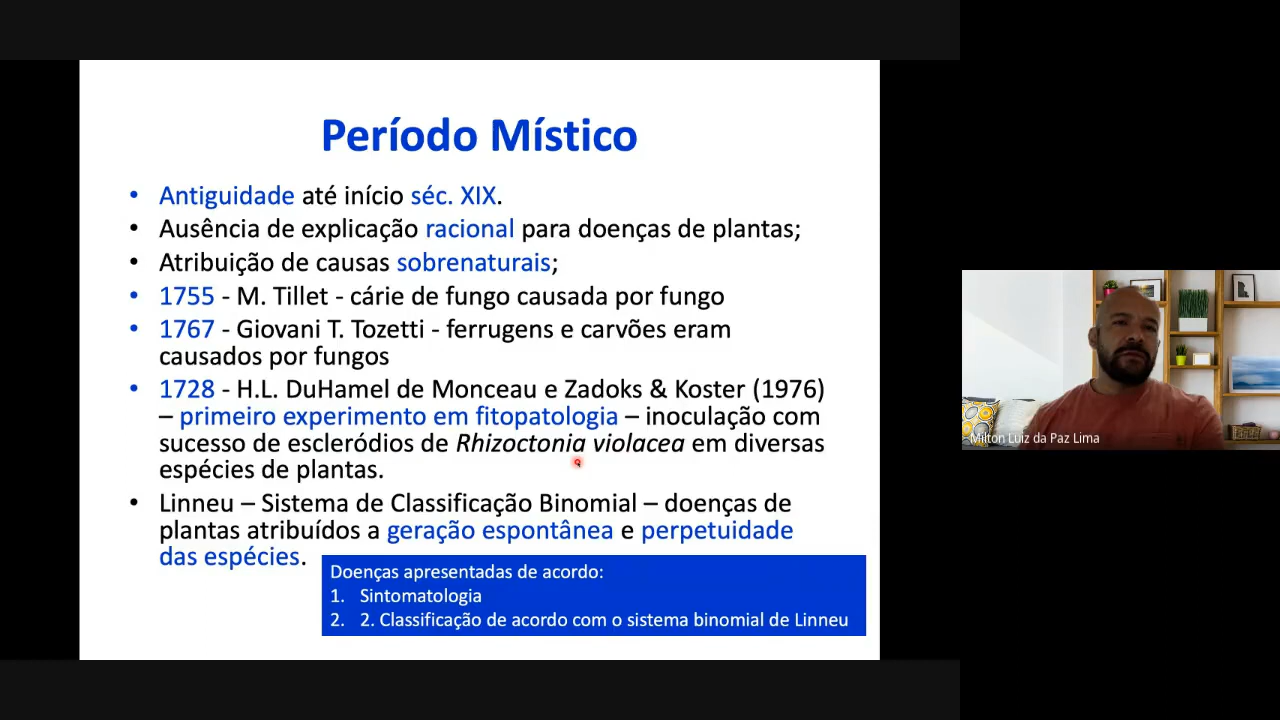 Período Místico
• Antiguidade até início séc. XIX.
• Ausência de explicação racional para doenças de plantas;
• Atribuição de causas sobrenaturais;
• 1755 - M. Tillet - cárie de fungo causada por fungo
• 1767 - Giovani T. Tozetti - ferrugens e carvões eram
causados por fungos
• 1728 - H.L. DuHamel de Monceau e Zadoks & Koster (1976)
– primeiro experimento em fitopatologia – inoculação com
sucesso de escleródios de Rhizoctonia violacea em diversas
espécies de plantas.
• Linneu – Sistema de Classificação Binomial – doenças de
plantas atribuídos a geração espontânea e perpetuidade
das espécies.
Doenças apresentadas de acordo:
1. Sintomatologia
2. 2. Classificação de acordo com o sistema binomial de Linneu
Milton Luiz da Paz Lima